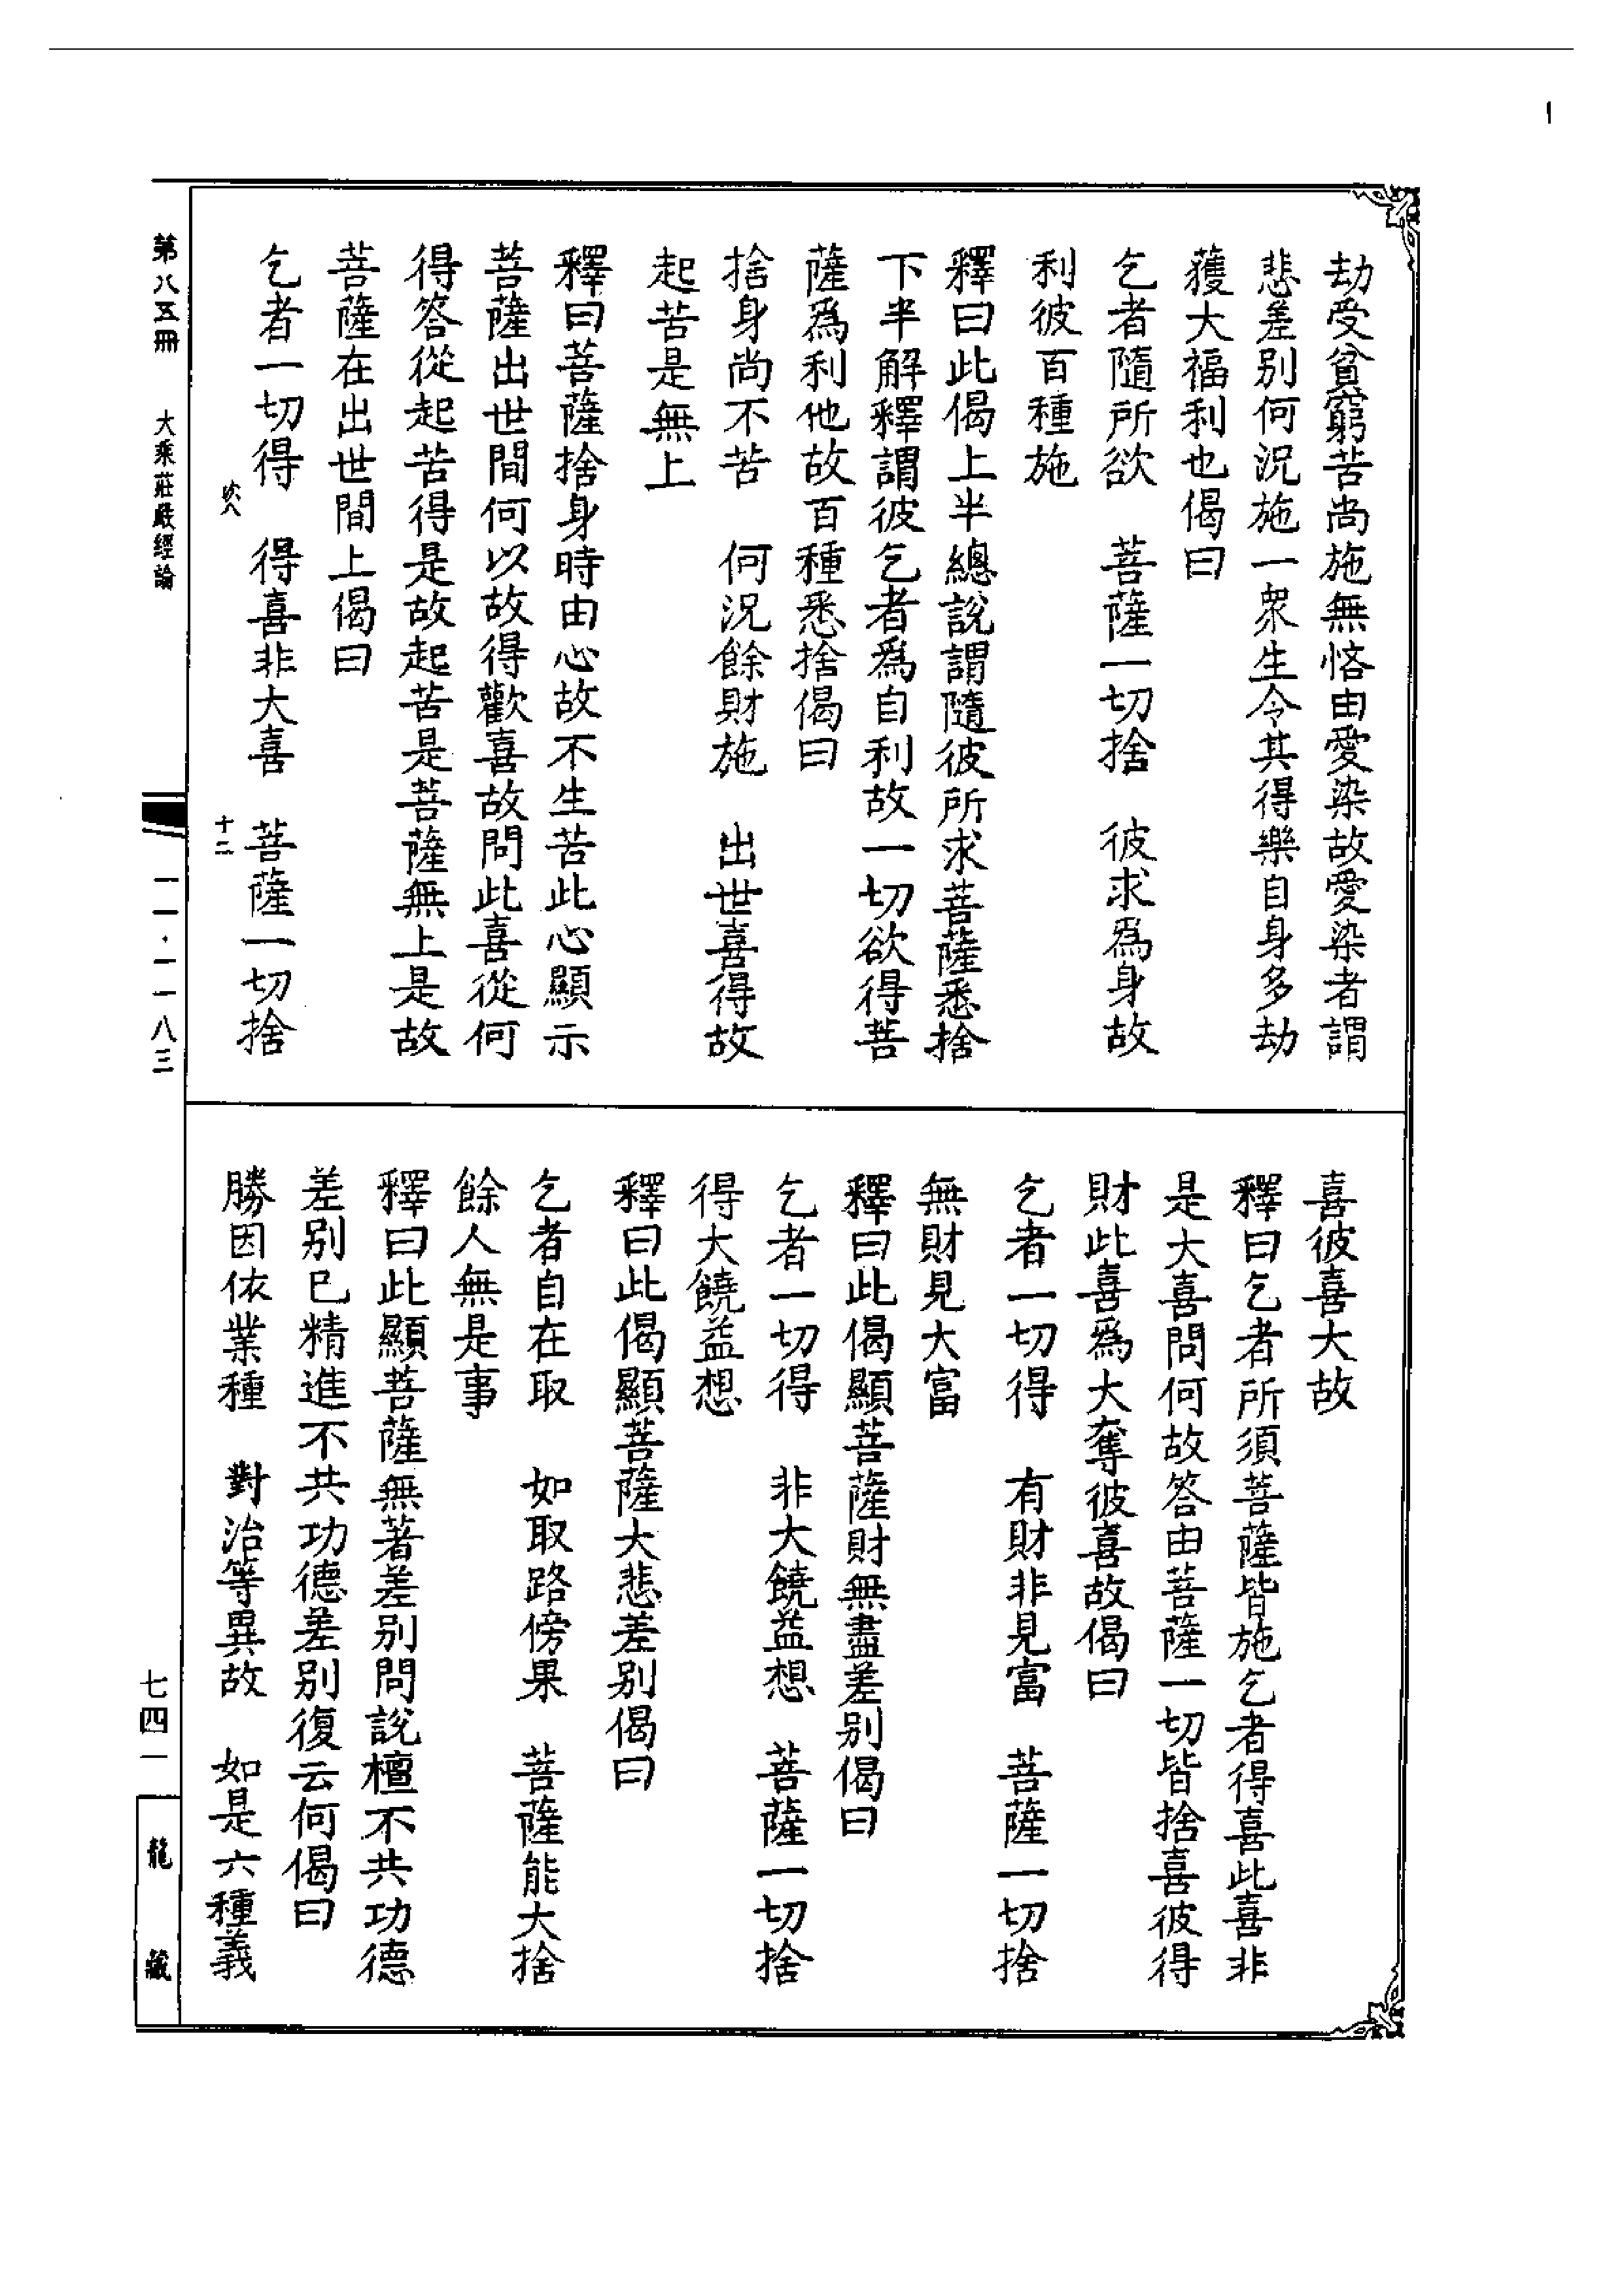 劫受貧窮苦尚施無悋由愛染故愛染者謂
悲差別何況施一衆生令其得樂自身多劫
獲大福利也偈曰
乞者隨所欲　菩薩一切捨　彼求爲身故
利彼百種施
釋曰此偈上半總說謂隨彼所求菩薩悉捨
下半解釋謂彼乞者爲自利故一切欲得菩
薩爲利他故百種悉捨偈曰
捨身尚不苦　何況餘財施　出世喜得故
起苦是無上
釋曰菩薩捨身時由心故不生苦此心顯示
菩薩出世間何以故得歡喜故問此喜從何
得答從起苦得是故起苦是菩薩無上是故
菩薩在出世間上偈曰
乞者一切得　得喜非大喜　菩薩一切捨
十二
喜彼喜大故
釋曰乞者所須菩薩皆施乞者得喜此喜非
是大喜問何故答由菩薩一切皆捨喜彼得
財此喜爲大奪彼喜故偈曰
乞者一切得　有財非見富　菩薩一切捨
無財見大富
釋曰此偈顯菩薩財無盡差別偈曰
乞者一切得　非大饒益想　菩薩一切捨
得大饒益想
釋曰此偈顯菩薩大悲差別偈曰
乞者自在取　如取路傍果　菩薩能大捨
餘人無是事
釋曰此顯菩薩無著差別問說檀不共功德
差別已精進不共功德差別復云何偈曰
勝因依業種　對治等異故　如是六種義
第八五冊　大乘莊嚴經論　一一·一一八三　七四一　龍藏
1